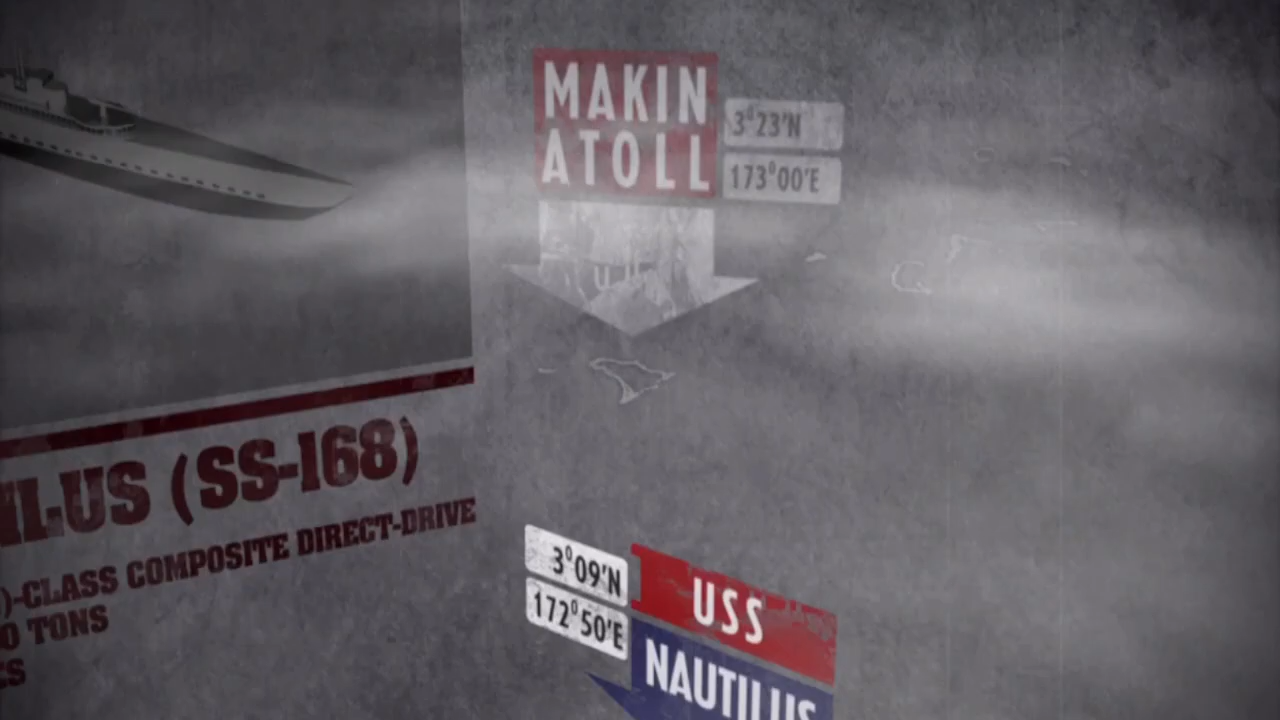 MAKIN
ATOLL
3°23'N
173°00'E
(SS-168)
)-CLASS COMPOSITE DIRECT-DRIVE
0 TONS
3°09'N
172°50'E
USS
NAUTILUS